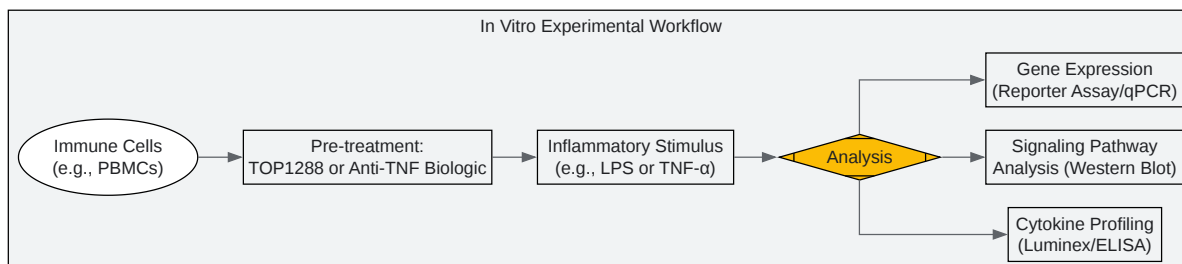 In Vitro Experimental Workflow
Immune Cells
(e.g., PBMCs)
Pre-treatment:
TOP1288 or Anti-TNF Biologic
Inflammatory Stimulus
(e.g., LPS or TNF-α)
Analysis
Gene Expression
(Reporter Assay/qPCR)
Signaling Pathway
Analysis (Western Blot)
Cytokine Profiling
(Luminex/ELISA)